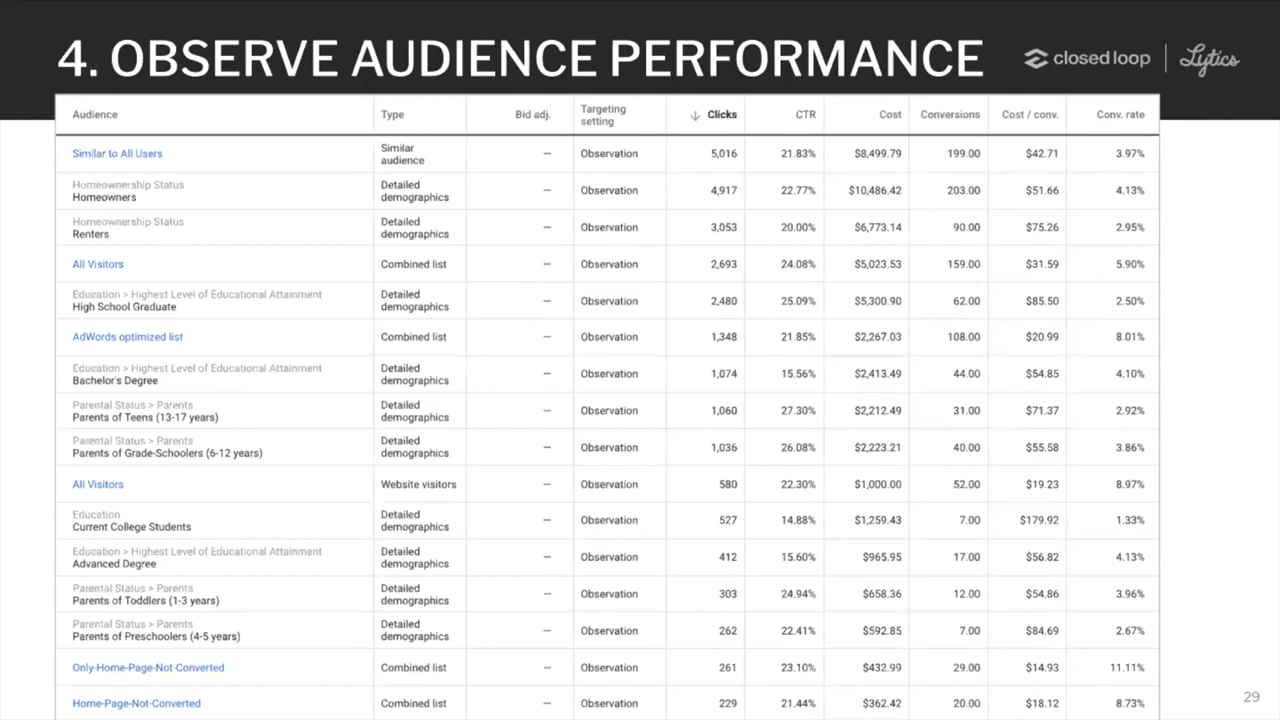 4. OBSERVE AUDIENCE PERFORMANCE
closed loop | Lytics
Audience Type Bid adj. Targeting setting ↓ Clicks CTR Cost Conversions Cost / conv. Conv. rate
Similar to All Users Similar audience — Observation 5,016 21.83% $8,499.79 199.00 $42.71 3.97%
Homeownership Status
Homeowners Detailed demographics — Observation 4,917 22.77% $10,486.42 203.00 $51.66 4.13%
Homeownership Status
Renters Detailed demographics — Observation 3,053 20.00% $6,773.14 90.00 $75.26 2.95%
All Visitors Combined list — Observation 2,693 24.08% $5,023.53 159.00 $31.59 5.90%
Education > Highest Level of Educational Attainment
High School Graduate Detailed demographics — Observation 2,480 25.09% $5,300.90 62.00 $85.50 2.50%
AdWords optimized list Combined list — Observation 1,348 21.85% $2,267.03 108.00 $20.99 8.01%
Education > Highest Level of Educational Attainment
Bachelor's Degree Detailed demographics — Observation 1,074 15.56% $2,413.49 44.00 $54.85 4.10%
Parental Status > Parents
Parents of Teens (13-17 years) Detailed demographics — Observation 1,060 27.30% $2,212.49 31.00 $71.37 2.92%
Parental Status > Parents
Parents of Grade-Schoolers (6-12 years) Detailed demographics — Observation 1,036 26.08% $2,223.21 40.00 $55.58 3.86%
All Visitors Website visitors — Observation 580 22.30% $1,000.00 52.00 $19.23 8.97%
Education
Current College Students Detailed demographics — Observation 527 14.88% $1,259.43 7.00 $179.92 1.33%
Education > Highest Level of Educational Attainment
Advanced Degree Detailed demographics — Observation 412 15.60% $965.95 17.00 $56.82 4.13%
Parental Status > Parents
Parents of Toddlers (1-3 years) Detailed demographics — Observation 303 24.94% $658.36 12.00 $54.86 3.96%
Parental Status > Parents
Parents of Preschoolers (4-5 years) Detailed demographics — Observation 262 22.41% $592.85 7.00 $84.69 2.67%
Only-Home-Page-Not-Converted Combined list — Observation 261 23.10% $432.99 29.00 $14.93 11.11%
Home-Page-Not-Converted Combined list — Observation 229 21.44% $362.42 20.00 $18.12 8.73%
29